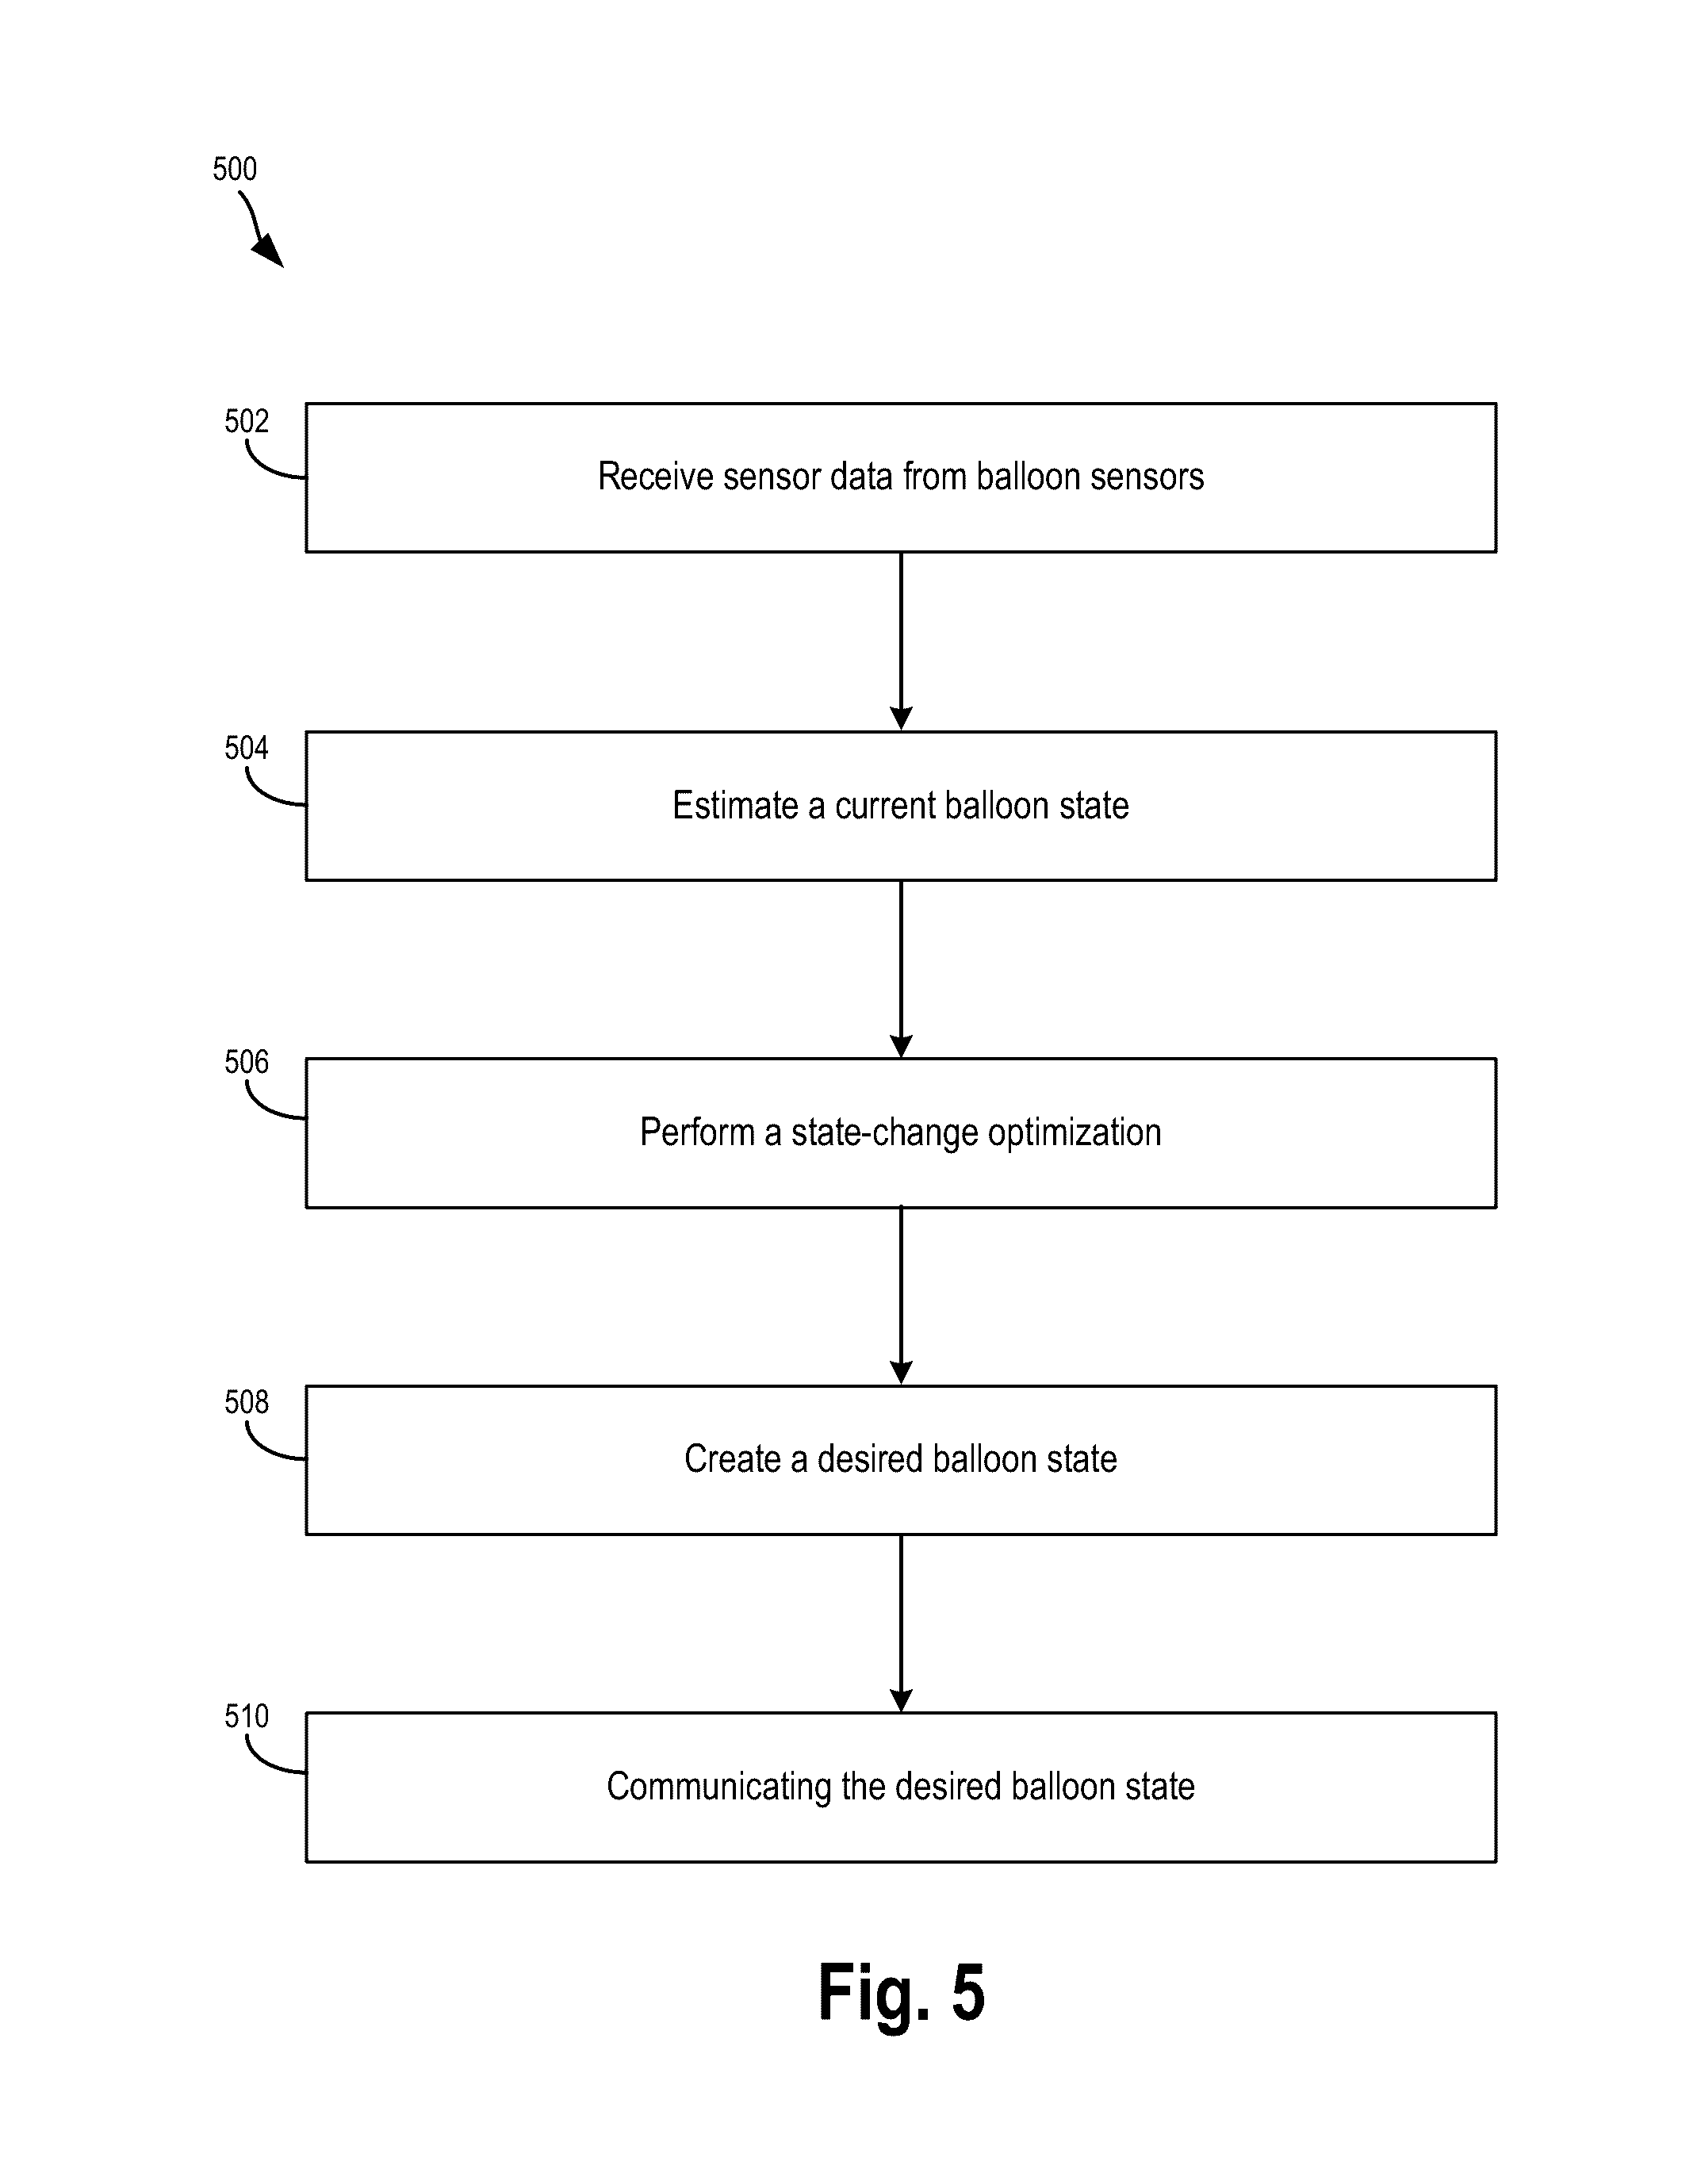 500
502
Receive sensor data from balloon sensors
504
Estimate a current balloon state
506
Perform a state-change optimization
508
Create a desired balloon state
510
Communicating the desired balloon state
Fig. 5